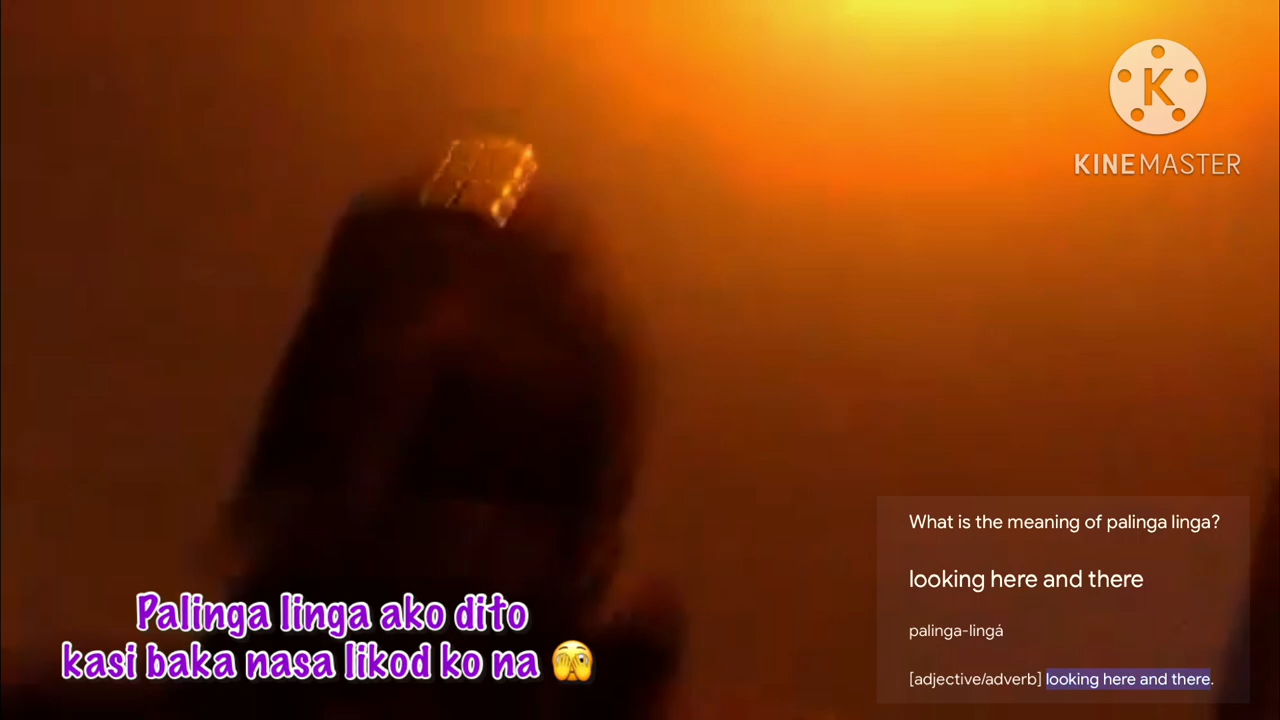 K
KINEMASTER
What is the meaning of palinga linga?
looking here and there
palinga-lingá
[adjective/adverb] looking here and there.
Palinga linga ako dito
kasi baka nasa likod ko na 🫣